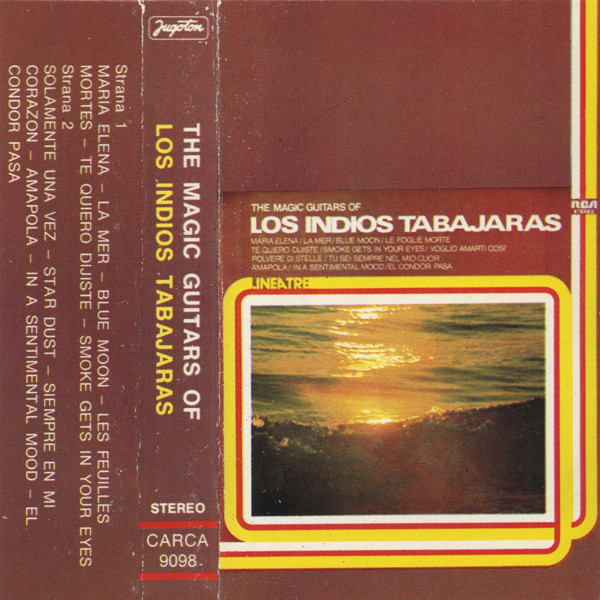 Strana 1
MARIA ELENA – LA MER – BLUE MOON – LES FEUILLES
MORTES – TE QUIERO DIJISTE – SMOKE GETS IN YOUR EYES
Strana 2
SOLAMENTE UNA VEZ – STAR DUST – SIEMPRE EN MI
CORAZON – AMAPOLA – IN A SENTIMENTAL MOOD – EL
CONDOR PASA
Jugoton
THE MAGIC GUITARS OF
LOS INDIOS TABAJARAS
STEREO
CARCA
9098
RCA
STEREO
THE MAGIC GUITARS OF
LOS INDIOS TABAJARAS
MARIA ELENA / LA MER / BLUE MOON / LE FOGLIE MORTE
TE QUIERO DIJISTE / SMOKE GETS IN YOUR EYES / VOGLIO AMARTI COSI'
POLVERE DI STELLE / TU SEI SEMPRE NEL MIO CUOR
AMAPOLA / IN A SENTIMENTAL MOOD / EL CONDOR PASA
LINEATRE